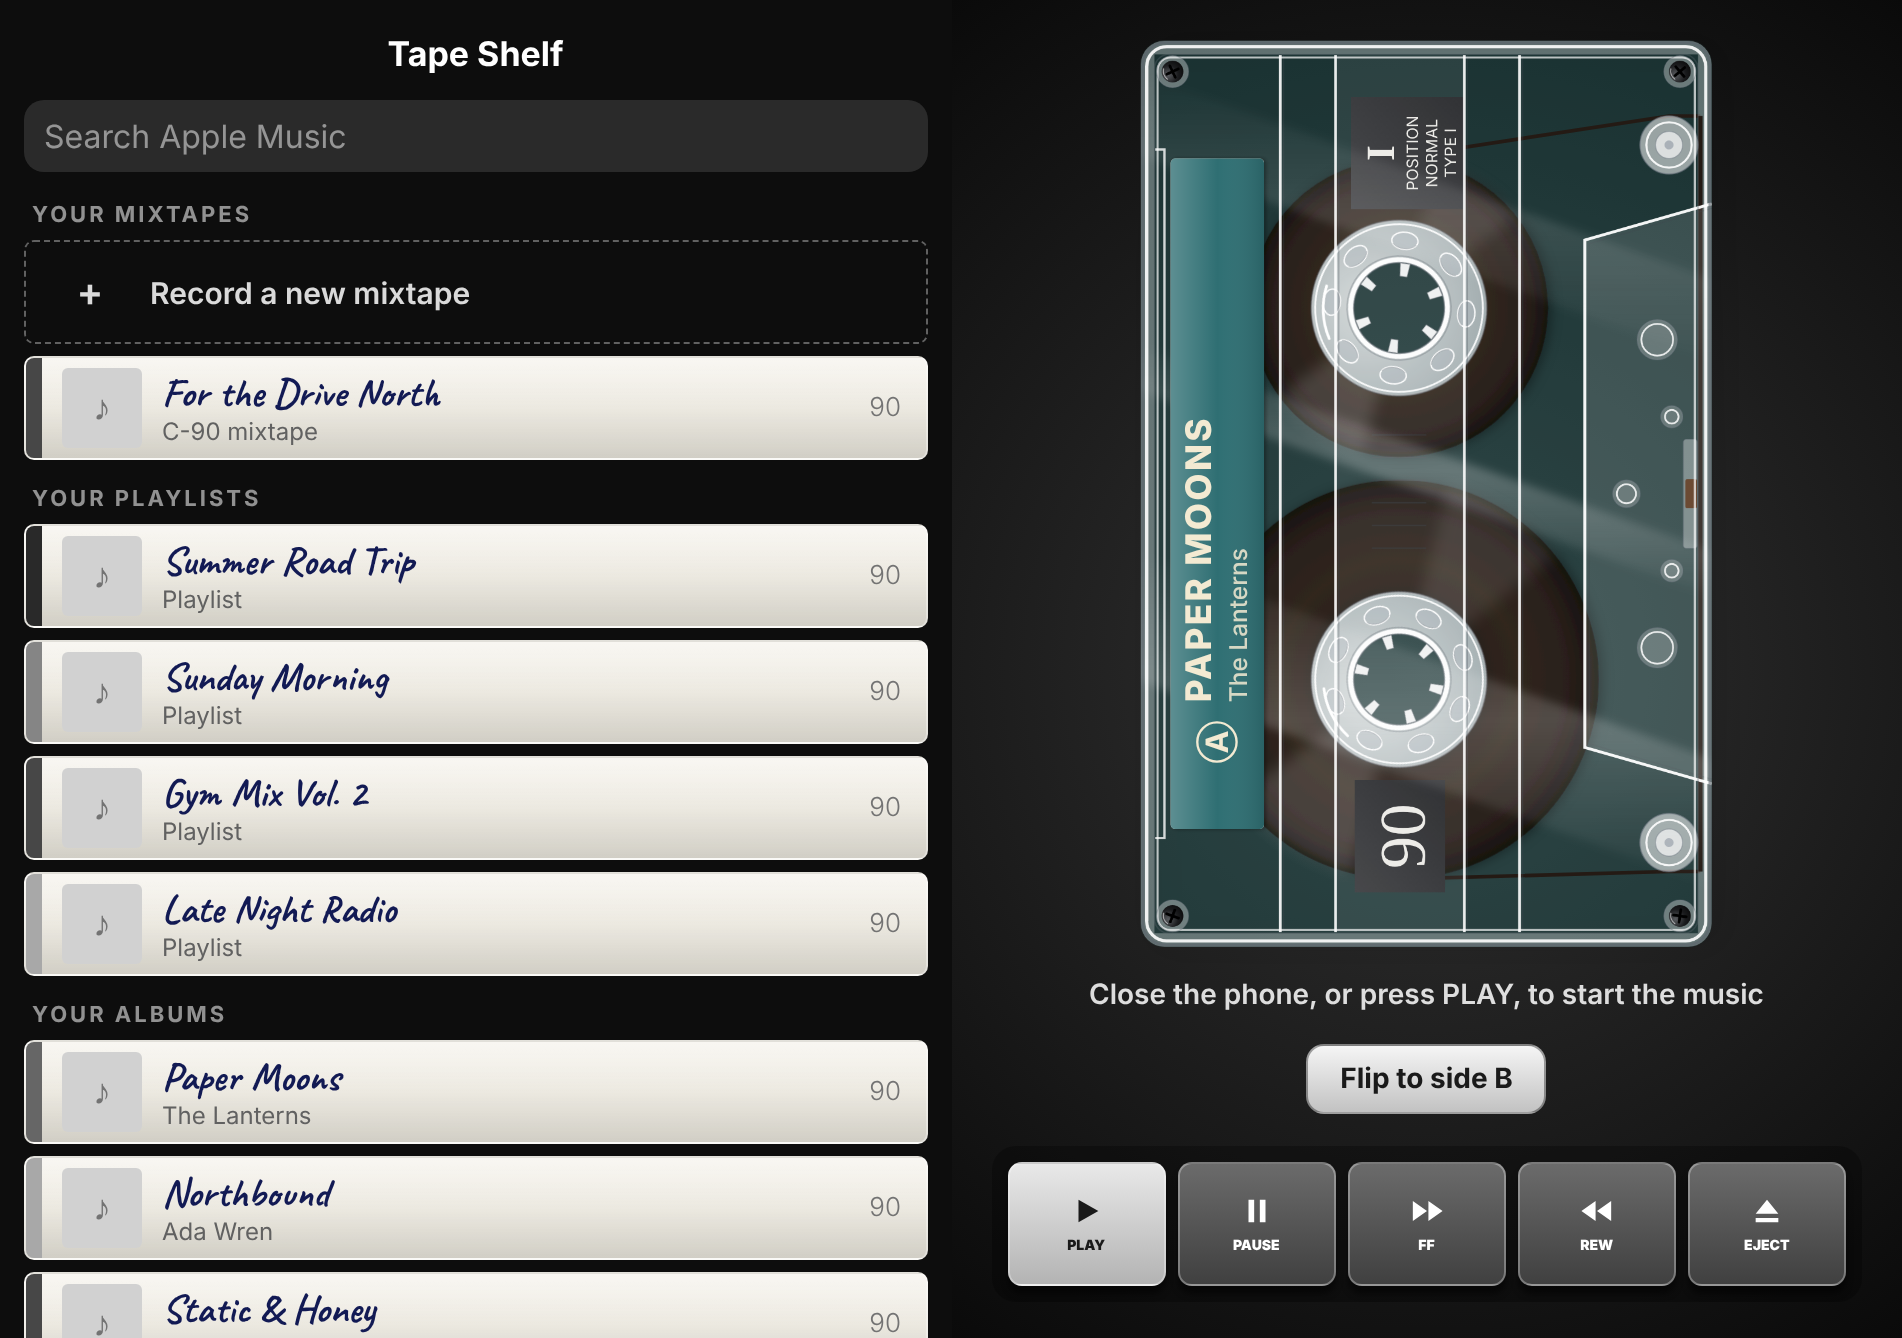 Tape Shelf
Search Apple Music
YOUR MIXTAPES
+ Record a new mixtape
For the Drive North
C-90 mixtape
90
YOUR PLAYLISTS
Summer Road Trip
Playlist
90
Sunday Morning
Playlist
90
Gym Mix Vol. 2
Playlist
90
Late Night Radio
Playlist
90
YOUR ALBUMS
Paper Moons
The Lanterns
90
Northbound
Ada Wren
90
Static & Honey
90
A
PAPER MOONS
The Lanterns
I
POSITION
NORMAL
TYPE I
90
Close the phone, or press PLAY, to start the music
Flip to side B
PLAY
PAUSE
FF
REW
EJECT